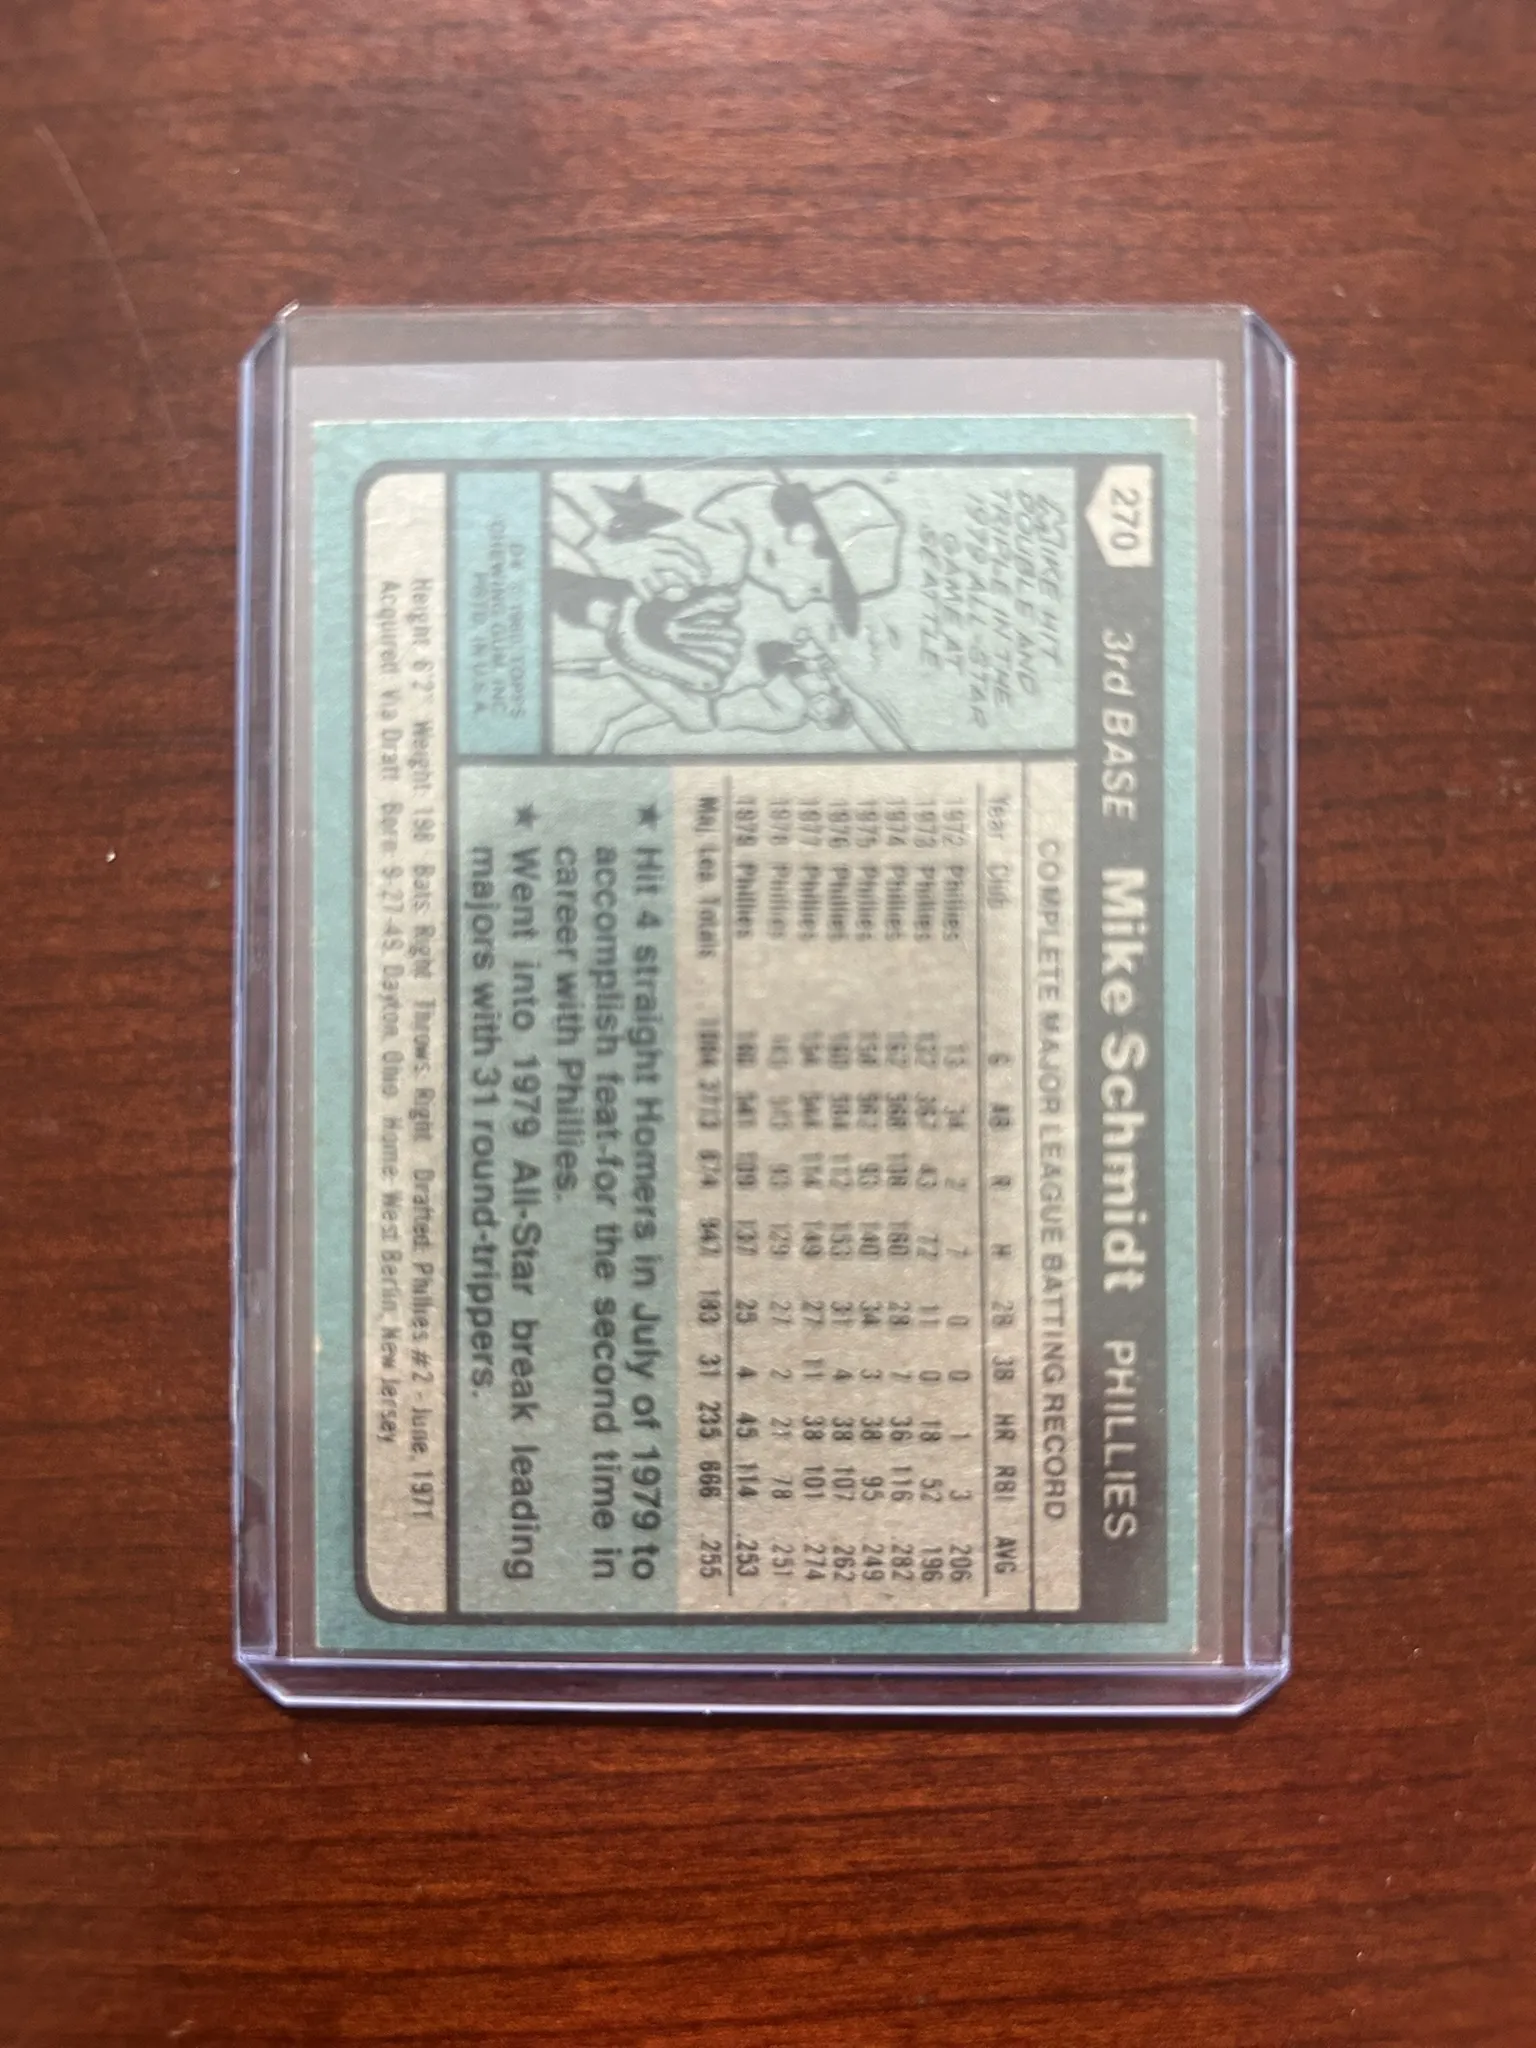 270 3rd BASE Mike Schmidt PHILLIES
MIKE HIT
DOUBLE AND
TRIPLE IN THE
1979 ALL-STAR
GAME AT
SEATTLE
COMPLETE MAJOR LEAGUE BATTING RECORD
Year Club G AB R H 2B 3B HR RBI AVG
1972 Phillies 13 34 2 7 0 0 1 3 .206
1973 Phillies 132 367 43 72 11 0 18 52 .196
1974 Phillies 162 568 108 160 28 7 36 116 .282
1975 Phillies 158 562 93 140 34 3 38 95 .249
1976 Phillies 160 584 112 153 31 4 38 107 .262
1977 Phillies 154 544 114 149 27 11 38 101 .274
1978 Phillies 513 93 129 27 2 21 78 .251
1979 Phillies 160 541 109 137 25 4 45 114 .253
Maj. Lea. Totals 1084 3713 674 947 183 31 235 666 .255
★ Hit 4 straight Homers in July of 1979 to
accomplish feat-for the second time in
career with Phillies.
★ Went into 1979 All-Star break leading
majors with 31 round-trippers.
© 1980 TOPPS
CHEWING GUM, INC.
PRTD. IN U.S.A.
Height: 6'2" Weight: 198 Bats: Right Throws: Right Drafted: Phillies #2 - June, 1971
Acquired: Via Draft Born: 9-27-49, Dayton, Ohio Home: West Berlin, New Jersey